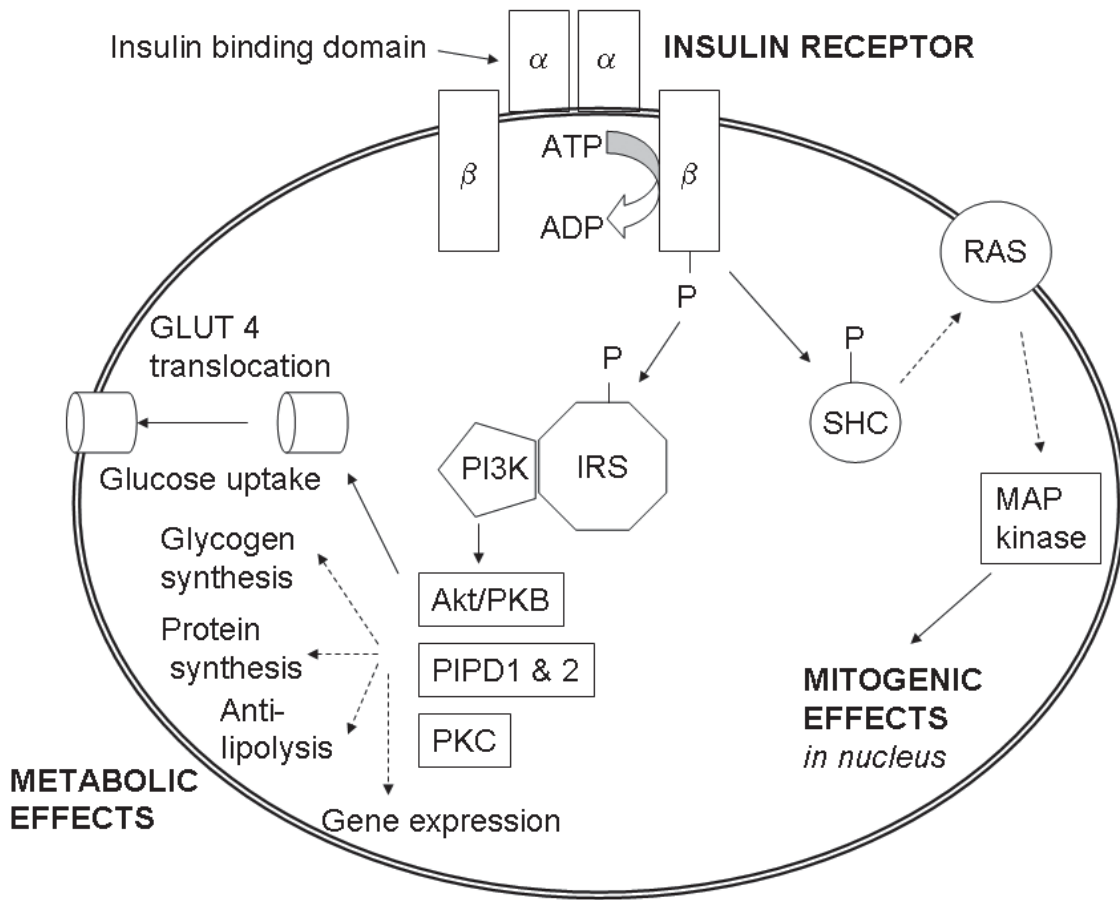 Insulin binding domain
α
α
INSULIN RECEPTOR
β
ATP
ADP
β
P
RAS
GLUT 4
translocation
P
P
SHC
PI3K
IRS
Glucose uptake
MAP
kinase
Glycogen
synthesis
Akt/PKB
Protein
synthesis
PIPD1 & 2
Anti-
lipolysis
PKC
MITOGENIC
EFFECTS
in nucleus
METABOLIC
EFFECTS
Gene expression